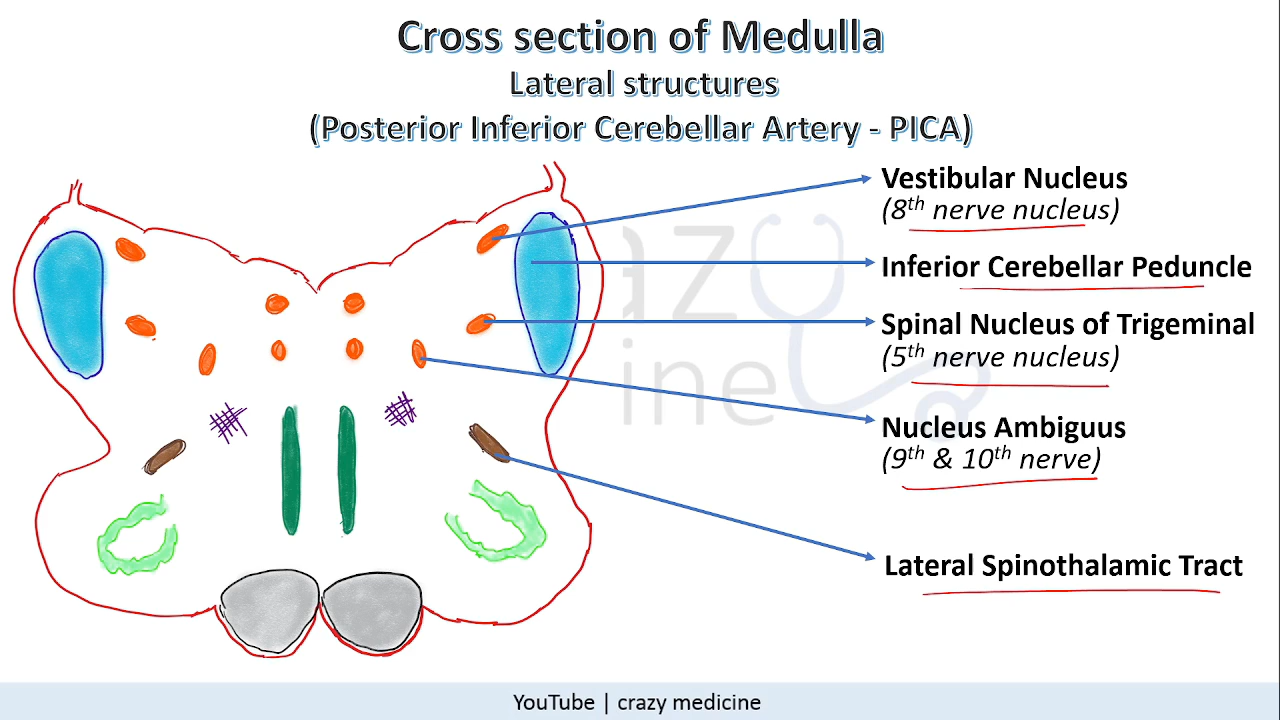 Cross section of Medulla
Lateral structures
(Posterior Inferior Cerebellar Artery - PICA)
Vestibular Nucleus
(8th nerve nucleus)
Inferior Cerebellar Peduncle
Spinal Nucleus of Trigeminal
(5th nerve nucleus)
Nucleus Ambiguus
(9th & 10th nerve)
Lateral Spinothalamic Tract
YouTube | crazy medicine